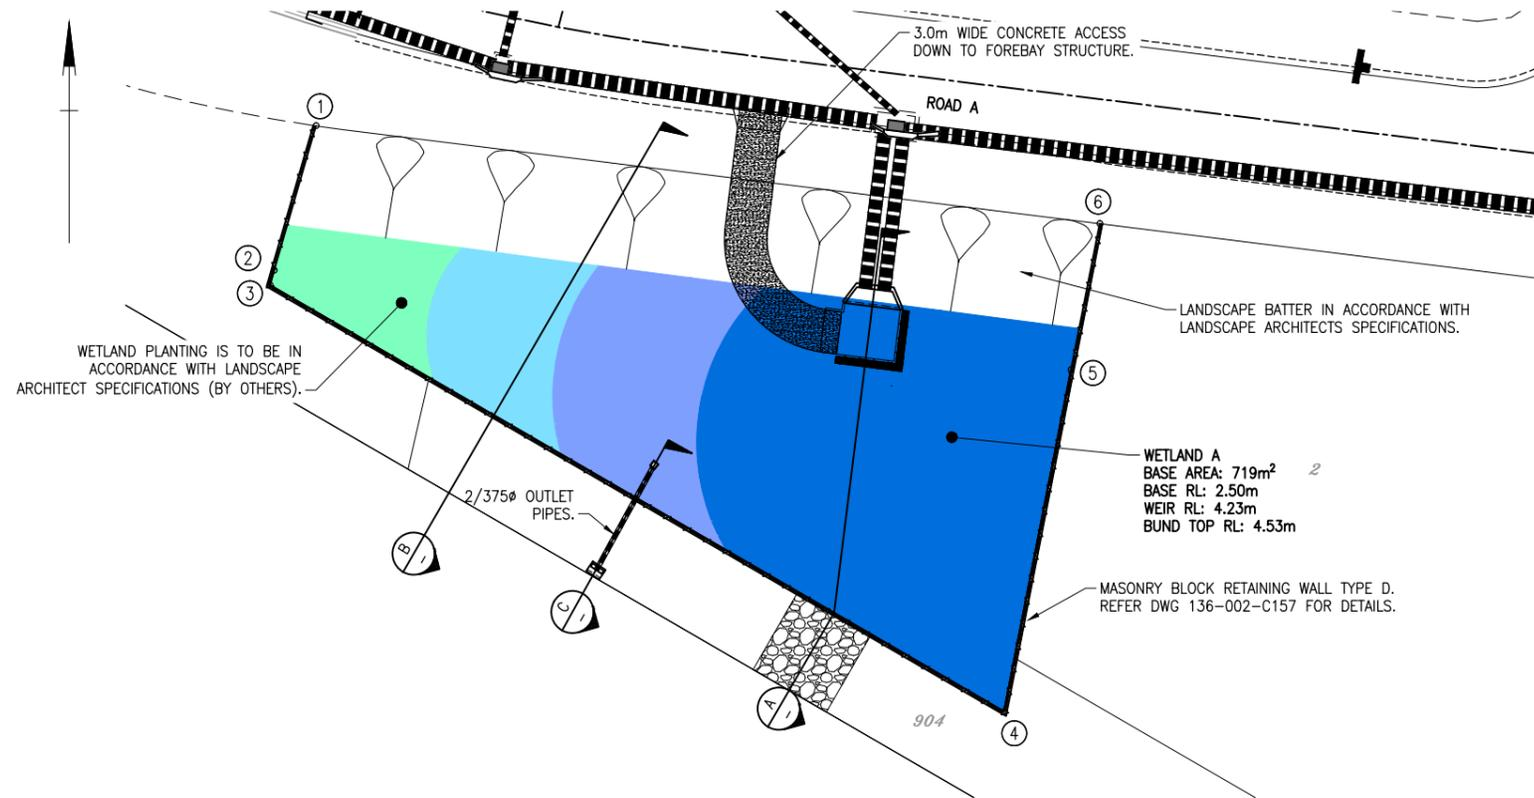 3.0m WIDE CONCRETE ACCESS
DOWN TO FOREBAY STRUCTURE.
ROAD A
1
6
2
3
LANDSCAPE BATTER IN ACCORDANCE WITH
LANDSCAPE ARCHITECTS SPECIFICATIONS.
WETLAND PLANTING IS TO BE IN
ACCORDANCE WITH LANDSCAPE
ARCHITECT SPECIFICATIONS (BY OTHERS).
5
WETLAND A
BASE AREA: 719m²
BASE RL: 2.50m
WEIR RL: 4.23m
BUND TOP RL: 4.53m
2
2/375ø OUTLET
PIPES.
B
-
C
-
MASONRY BLOCK RETAINING WALL TYPE D.
REFER DWG 136-002-C157 FOR DETAILS.
A
-
904
4